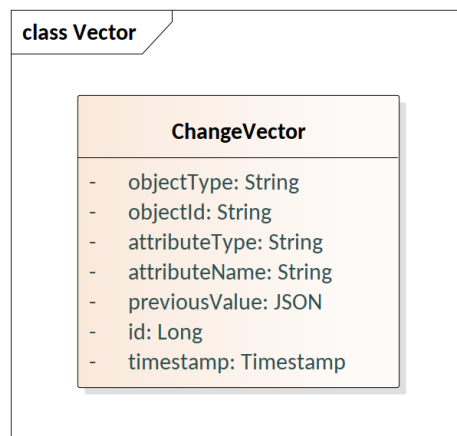 class Vector
ChangeVector
- objectType: String
- objectId: String
- attributeType: String
- attributeName: String
- previousValue: JSON
- id: Long
- timestamp: Timestamp